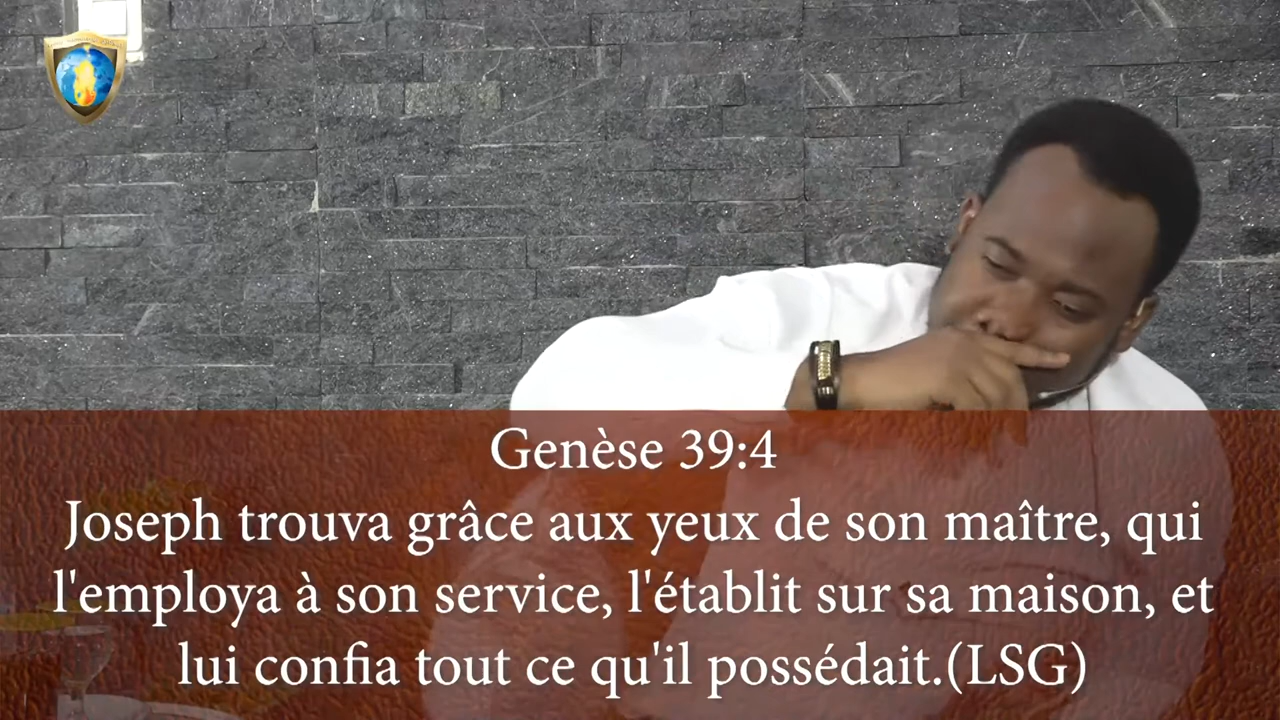 Genèse 39:4
Joseph trouva grâce aux yeux de son maître, qui
l'employa à son service, l'établit sur sa maison, et
lui confia tout ce qu'il possédait.(LSG)